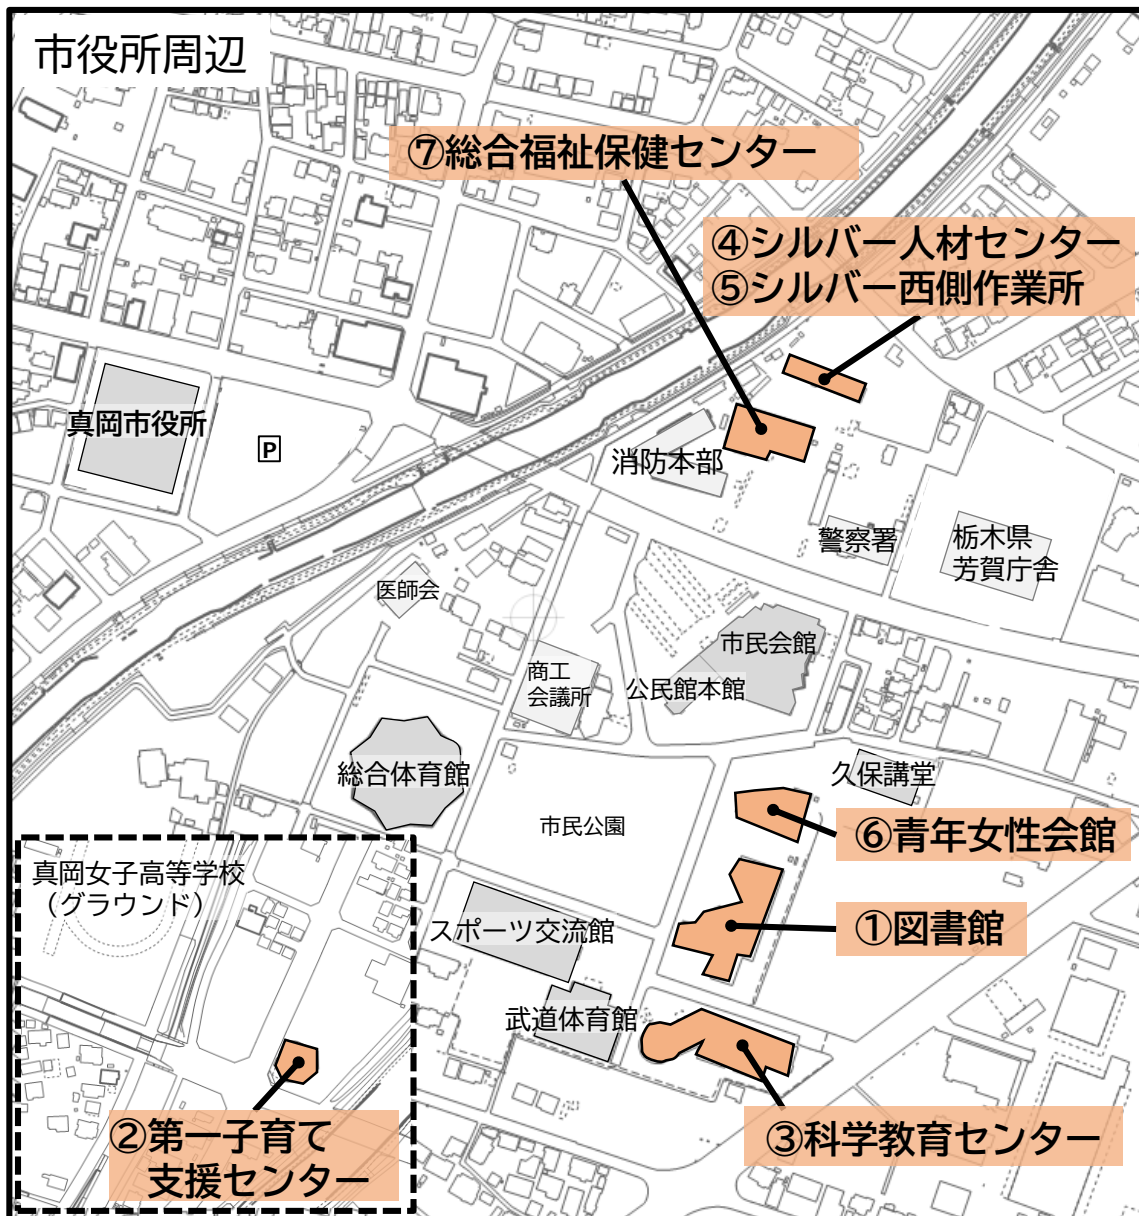 市役所周辺
⑦総合福祉保健センター
④シルバー人材センター
⑤シルバー西側作業所
真岡市役所
P
消防本部
警察署
栃木県
芳賀庁舎
医師会
市民会館
商工
会議所
公民館本館
総合体育館
久保講堂
市民公園
⑥青年女性会館
真岡女子高等学校
（グラウンド）
スポーツ交流館
①図書館
武道体育館
②第一子育て
支援センター
③科学教育センター